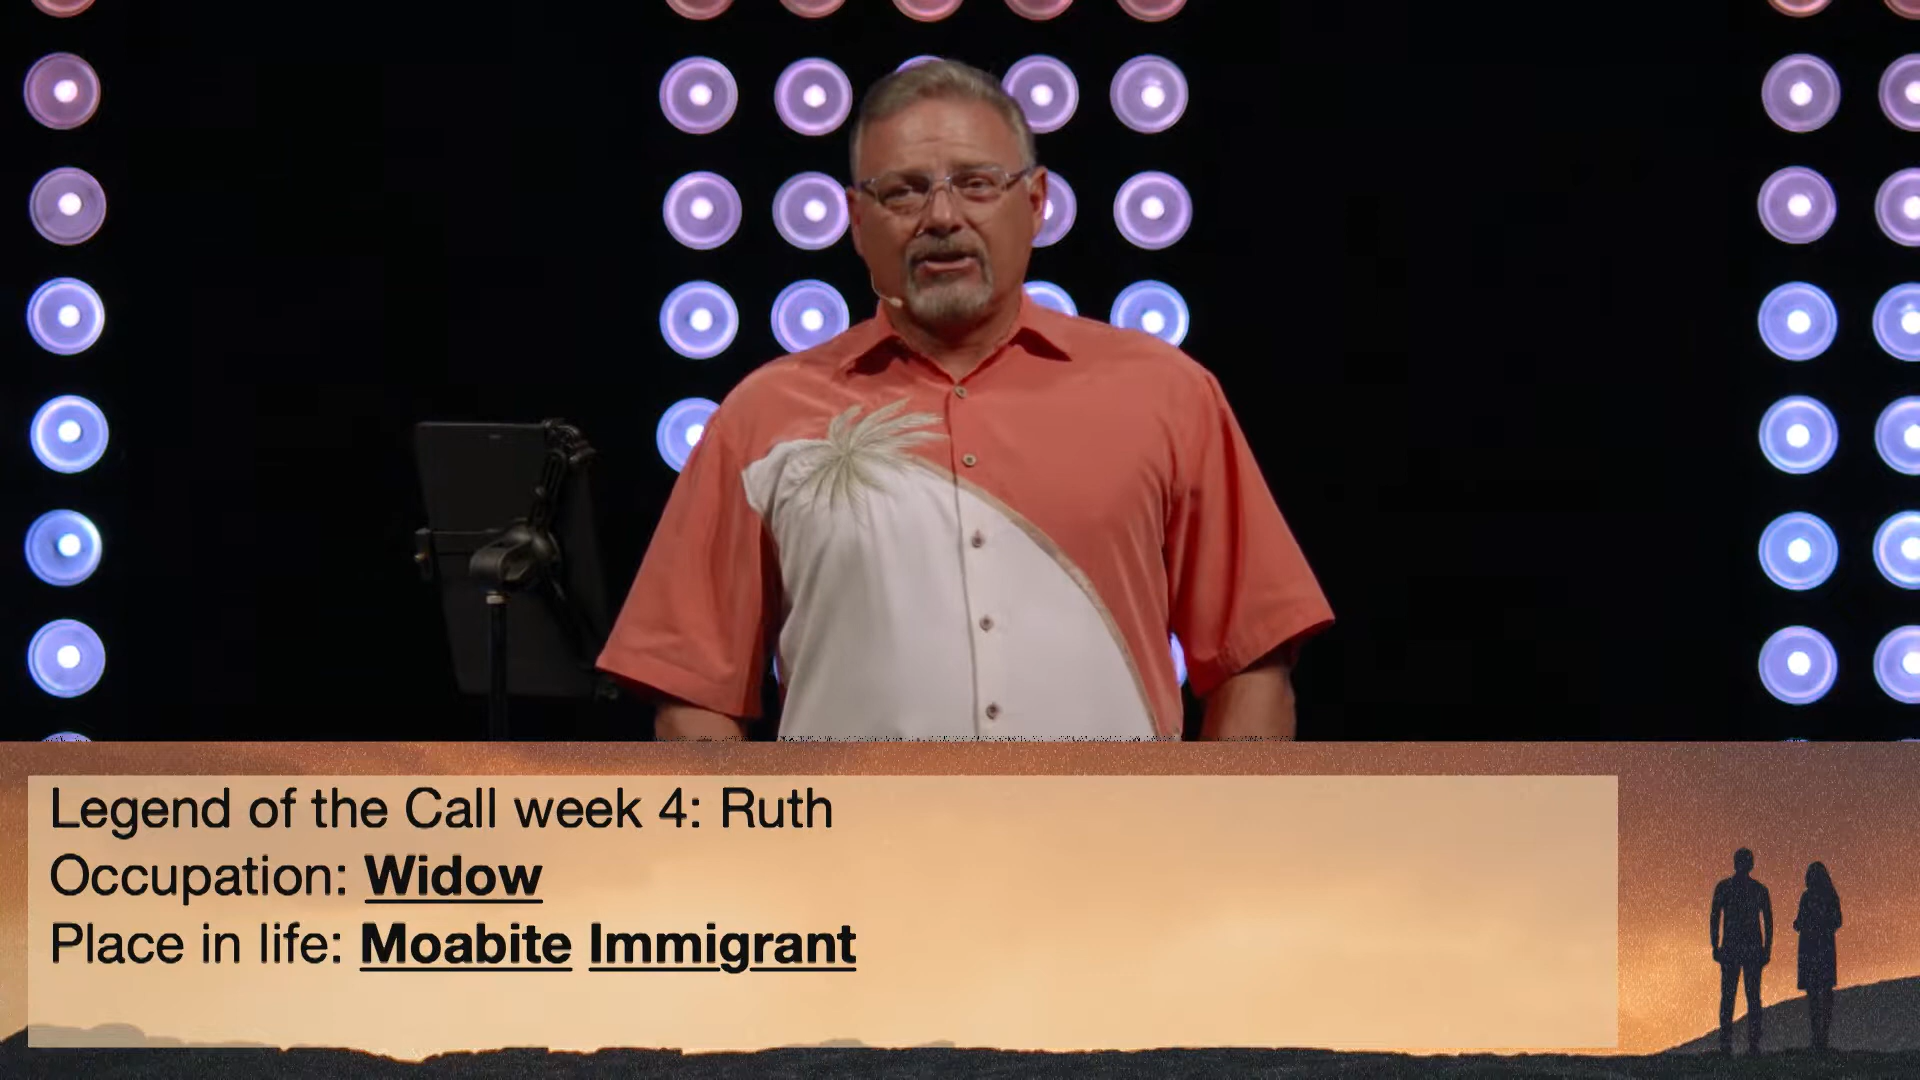 Legend of the Call week 4: Ruth
Occupation: Widow
Place in life: Moabite Immigrant